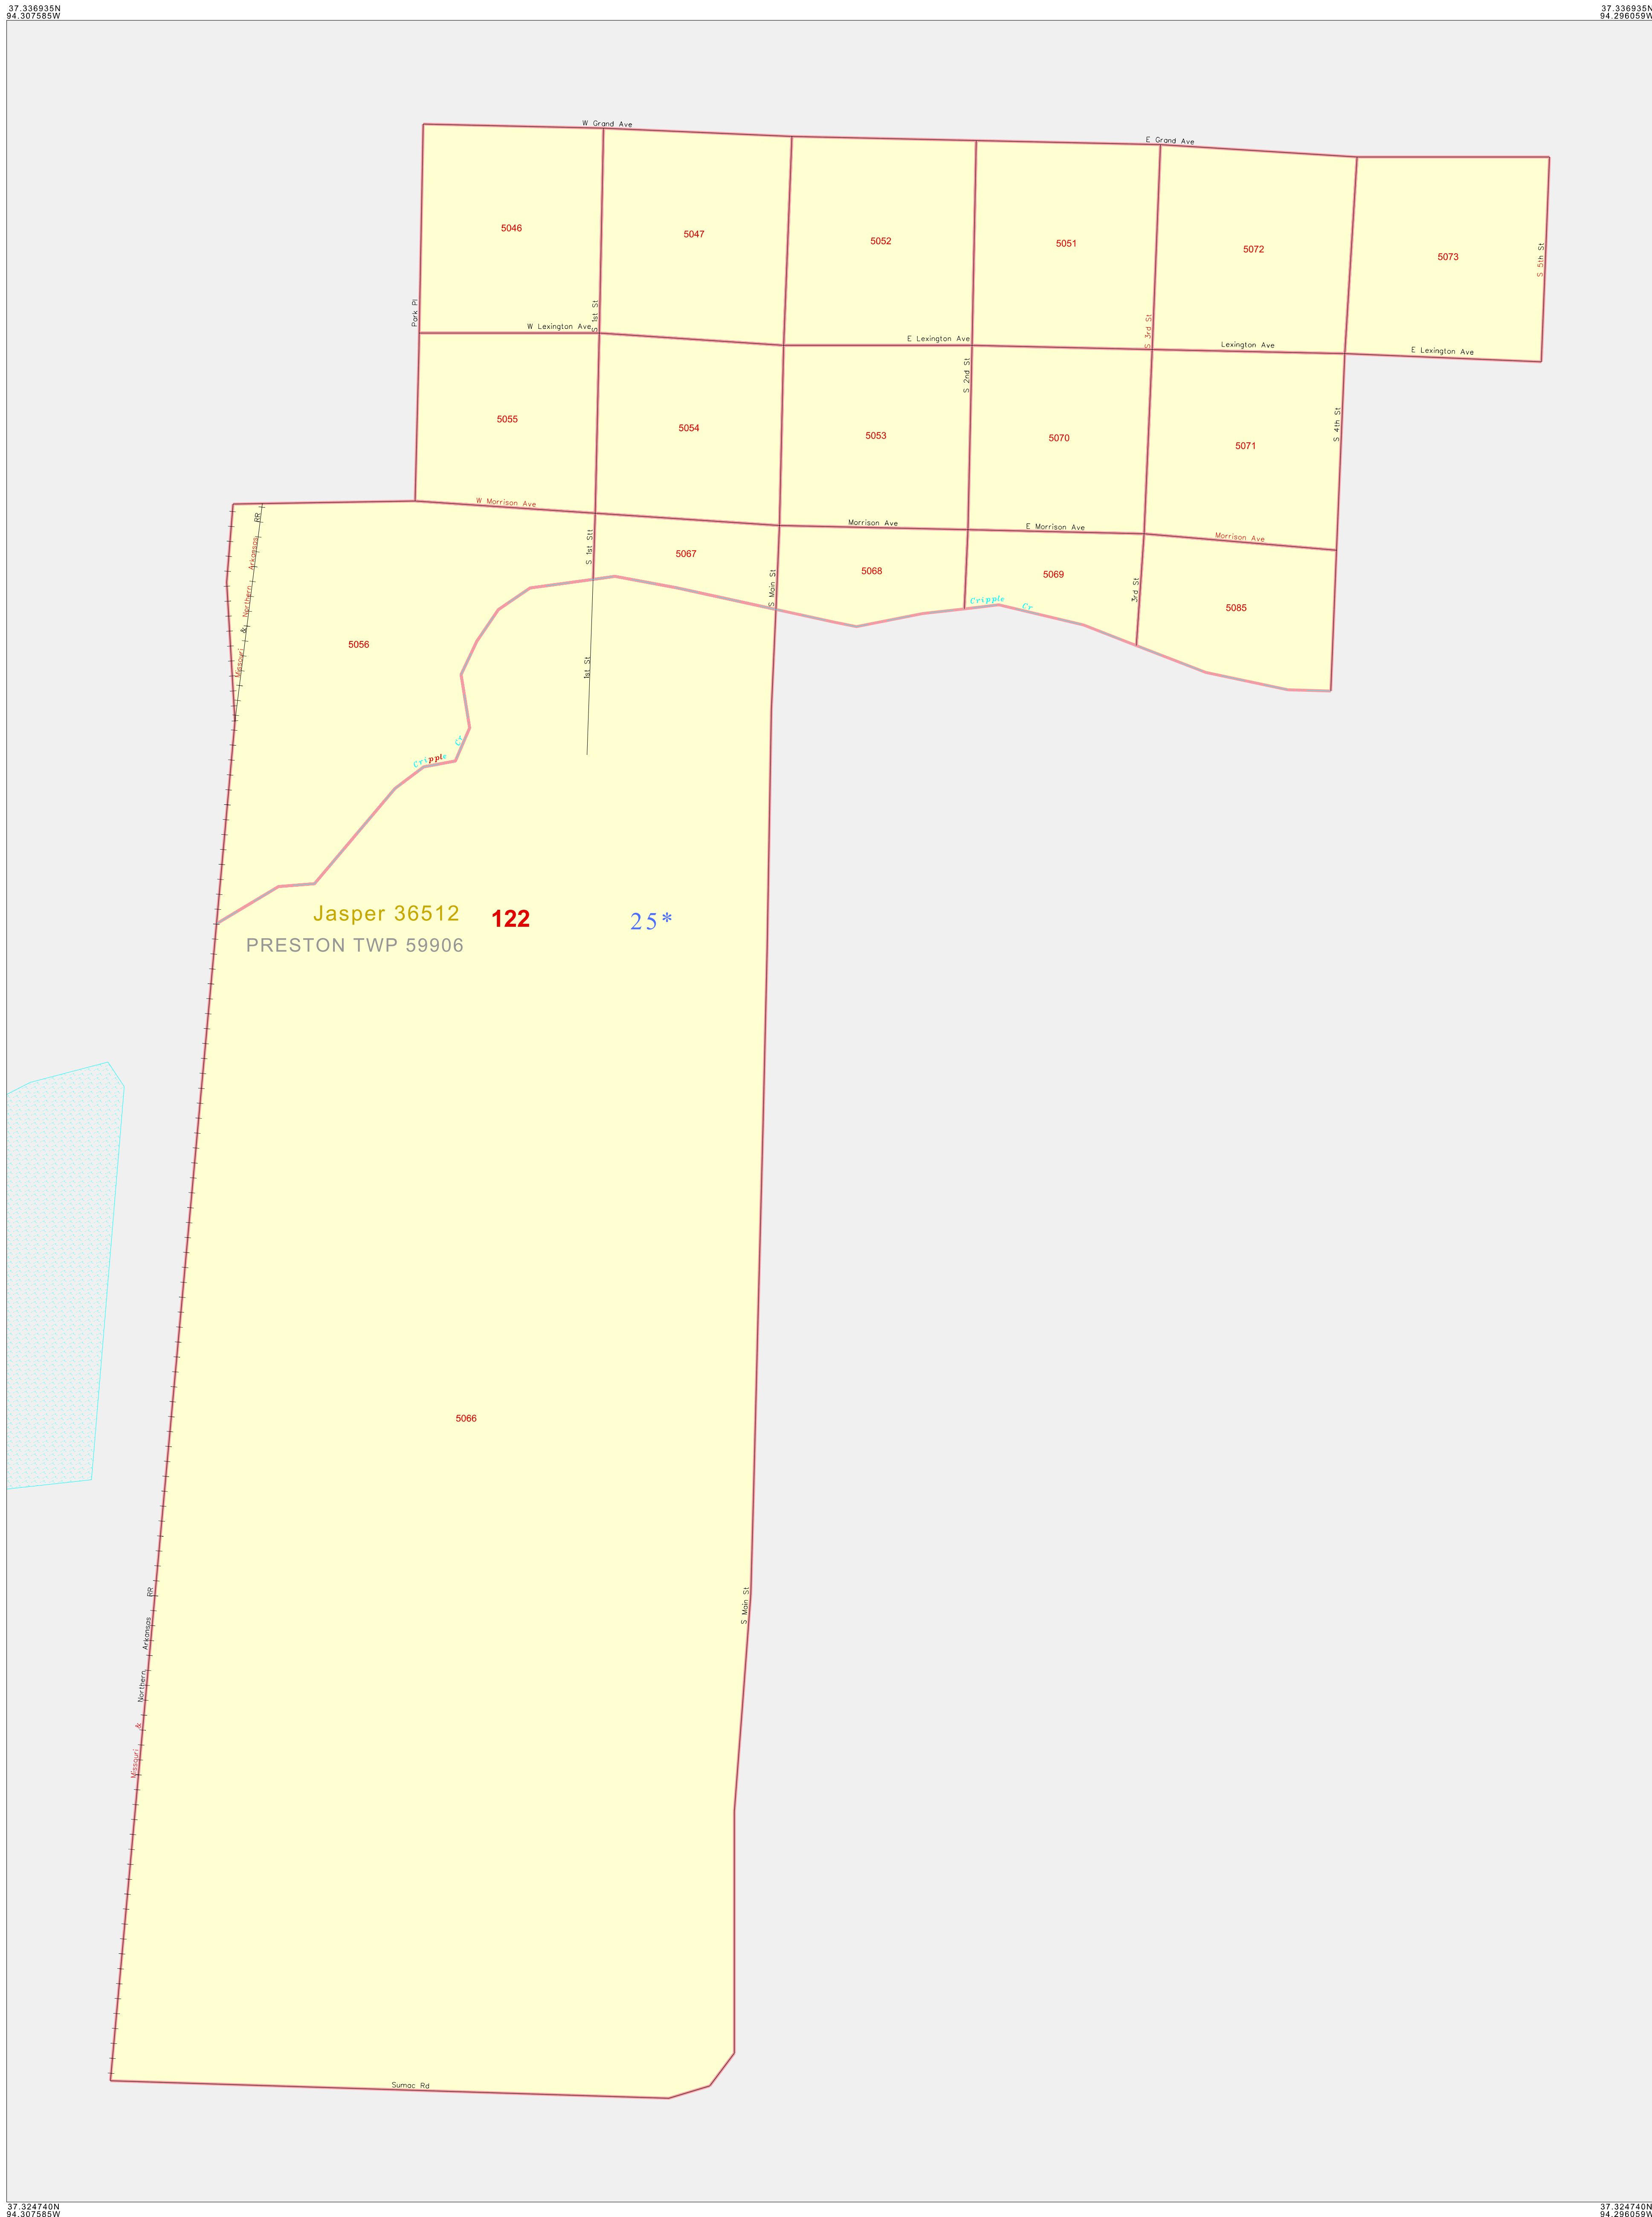 37.336935N
94.307585W
37.336935N
94.296059W
W Grand Ave
E Grand Ave
5046
5047
5052
5051
5072
5073
S 5th St
Park Pl
S 1st St
W Lexington Ave
S 3rd St
E Lexington Ave
Lexington Ave
E Lexington Ave
S 2nd St
S 4th St
5055
5054
5053
5070
5071
W Morrison Ave
Morrison Ave
E Morrison Ave
Morrison Ave
Missouri & Northern Arkansas RR
S 1st St
5067
S Main St
5068
5069
3rd St
5085
Cripple Cr
5056
1st St
Cripple Cr
Jasper 36512
122
25*
PRESTON TWP 59906
5066
S Main St
Missouri & Northern Arkansas RR
Sumac Rd
37.324740N
94.307585W
37.324740N
94.296059W